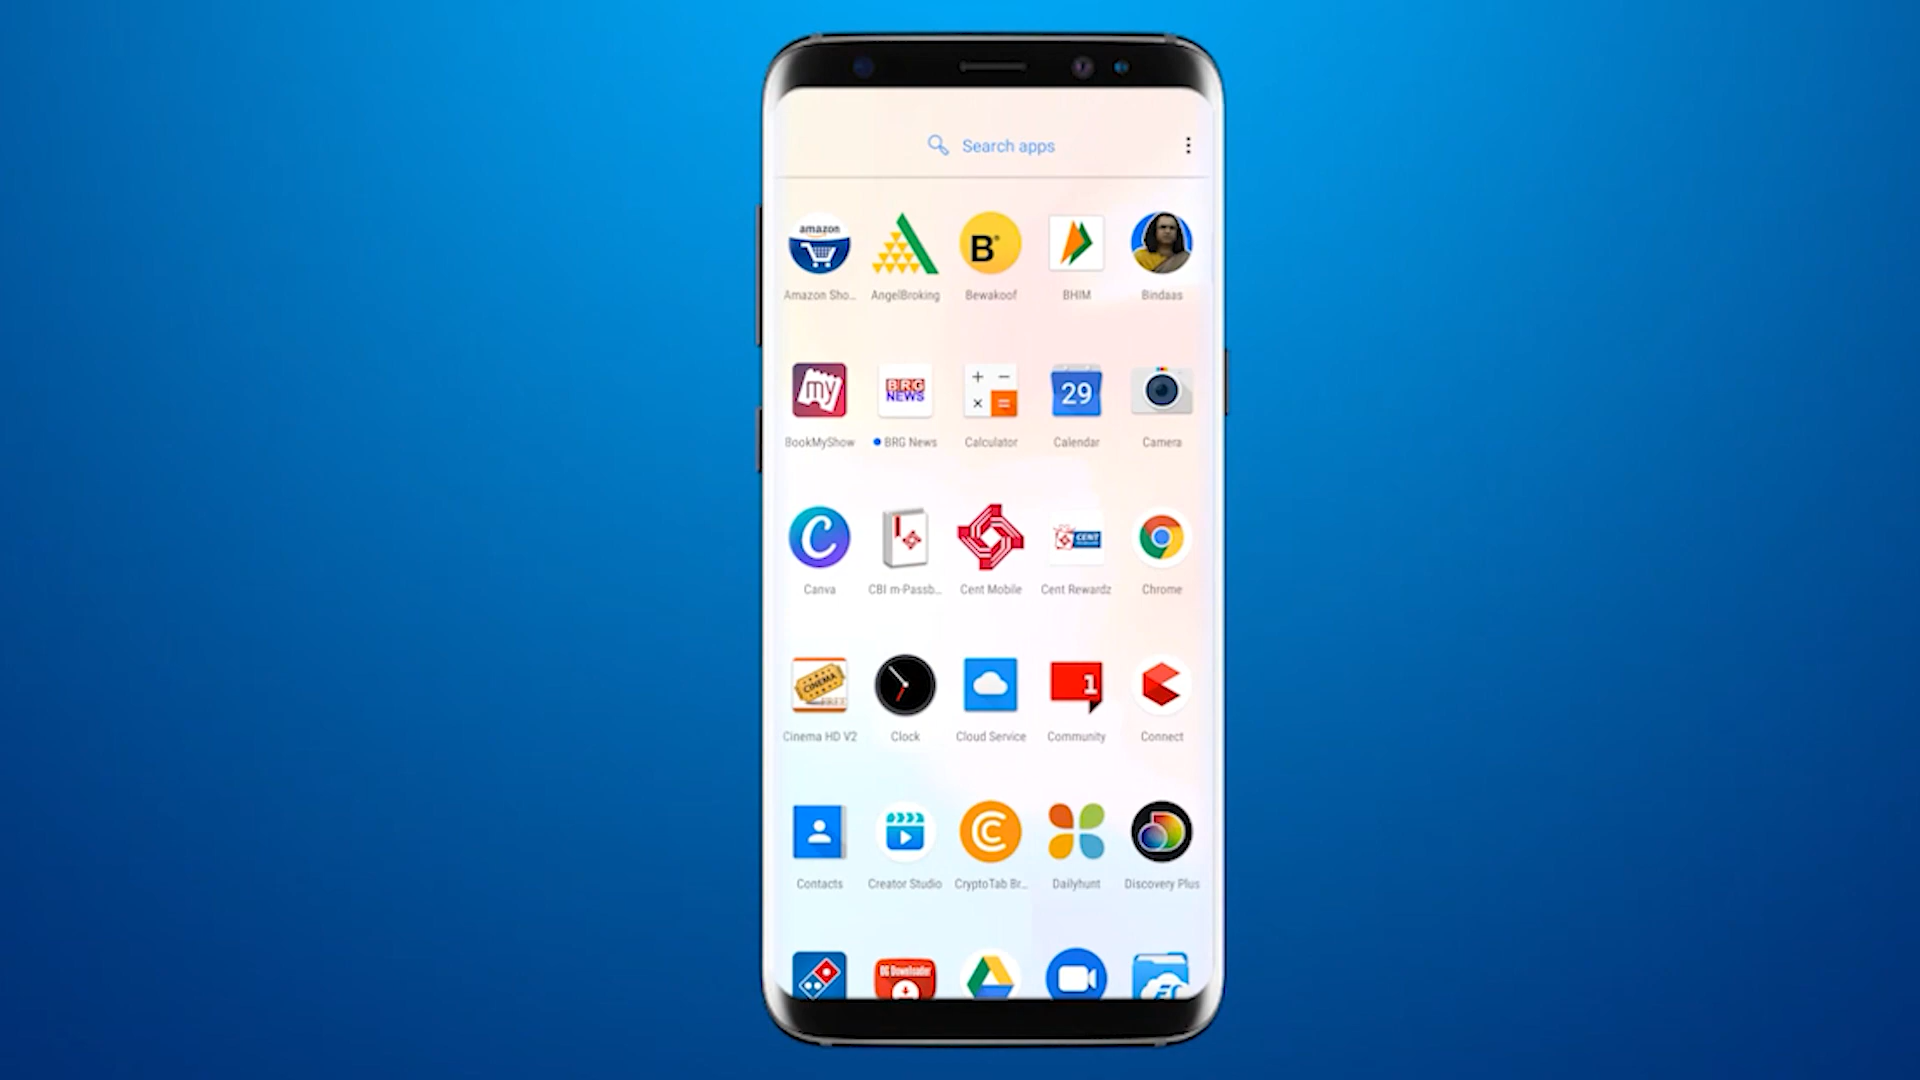 Search apps
amazon
B
Amazon Sho...
AngelBroking
Bewakoof
BHIM
Bindaas
my
BRG
NEWS
29
BookMyShow
BRG News
Calculator
Calendar
Camera
C
CENT
Canva
CBI m-Passb...
Cent Mobile
Cent Rewardz
Chrome
CINEMA
1
Cinema HD V2
Clock
Cloud Service
Community
Connect
Contacts
Creator Studio
CryptoTab Br...
Dailyhunt
Discovery Plus
DG Downloader